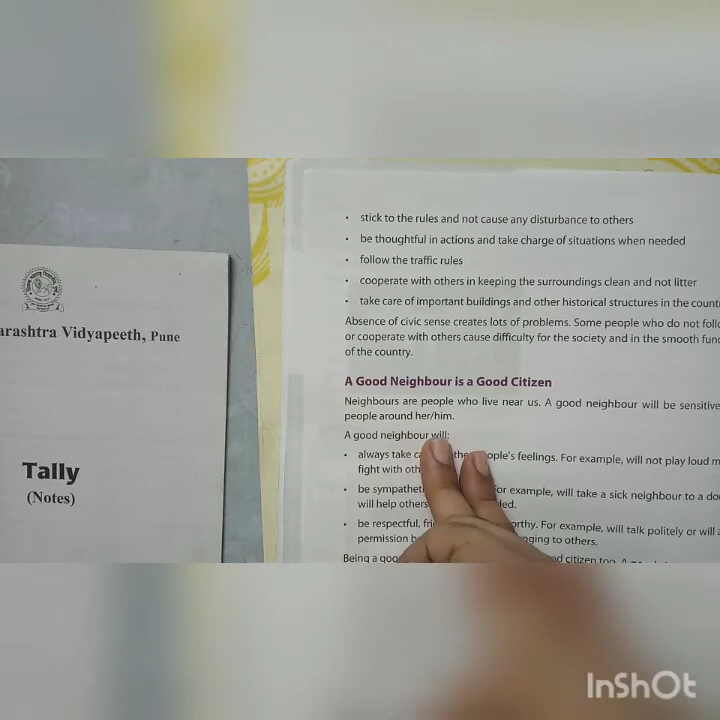 arashtra Vidyapeeth, Pune
Tally
(Notes)
• stick to the rules and not cause any disturbance to others
• be thoughtful in actions and take charge of situations when needed
• follow the traffic rules
• cooperate with others in keeping the surroundings clean and not litter
• take care of important buildings and other historical structures in the count
Absence of civic sense creates lots of problems. Some people who do not foll
or cooperate with others cause difficulty for the society and in the smooth fun
of the country.
A Good Neighbour is a Good Citizen
Neighbours are people who live near us. A good neighbour will be sensitive
people around her/him.
A good neighbour will:
• always take people's feelings. For example, will not play loud m
fight with oth
• be sympathet or example, will take a sick neighbour to a do
will help others
• be respectful, fri orthy. For example, will talk politely or will a
permission b nging to others.
Being a goo d citizen too.
InShOt